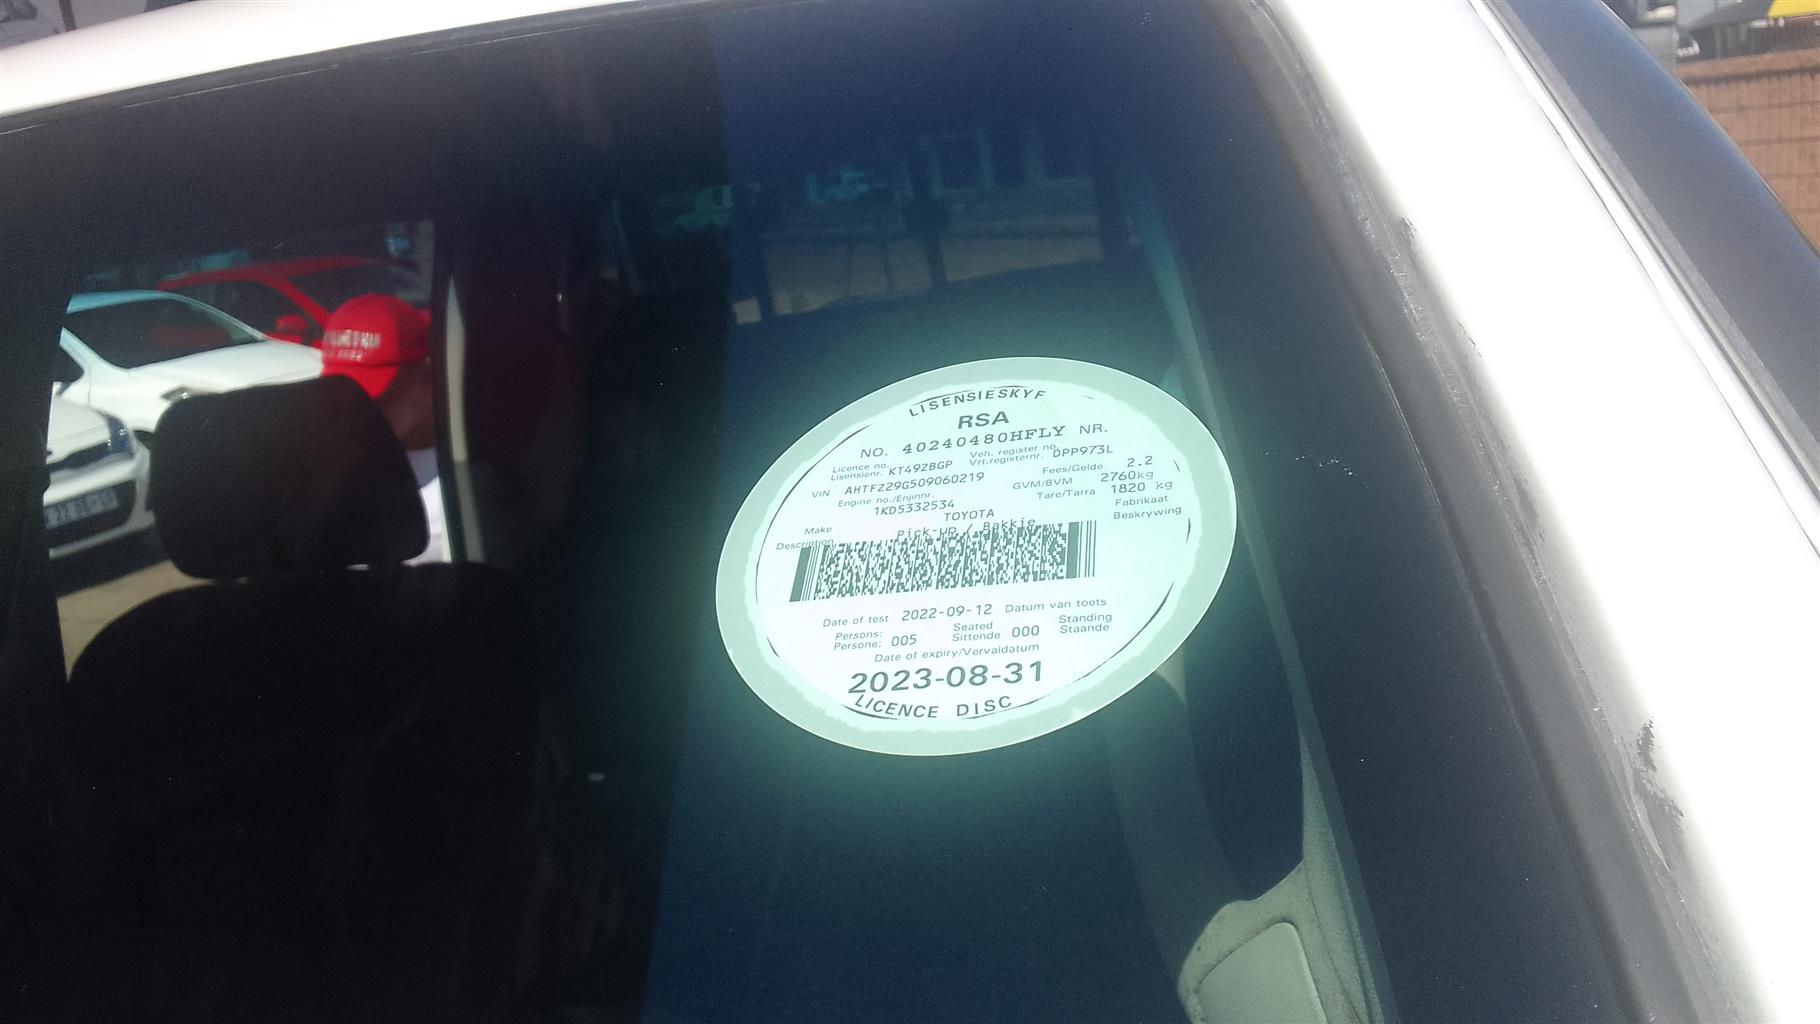 LISENSIESKYF
RSA
NO. 40240480HFLY NR.
Licence no. Veh. register no.
Lisensienr. KT49ZBGP Vrt.registernr. DPP973L
VIN AHTFZ29G509060219 Fees/Gelde 2.2
Engine no./Enjinnr. GVM/BVM 2760kg
1KD5332534 Tare/Tarra 1820 kg
Make TOYOTA Fabrikaat
Description Pick-up / Bakkie Beskrywing
Date of test 2022-09-12 Datum van toets
Persons: Seated Standing
Persone: 005 Sittende 000 Staande
Date of expiry/Vervaldatum
2023-08-31
LICENCE DISC